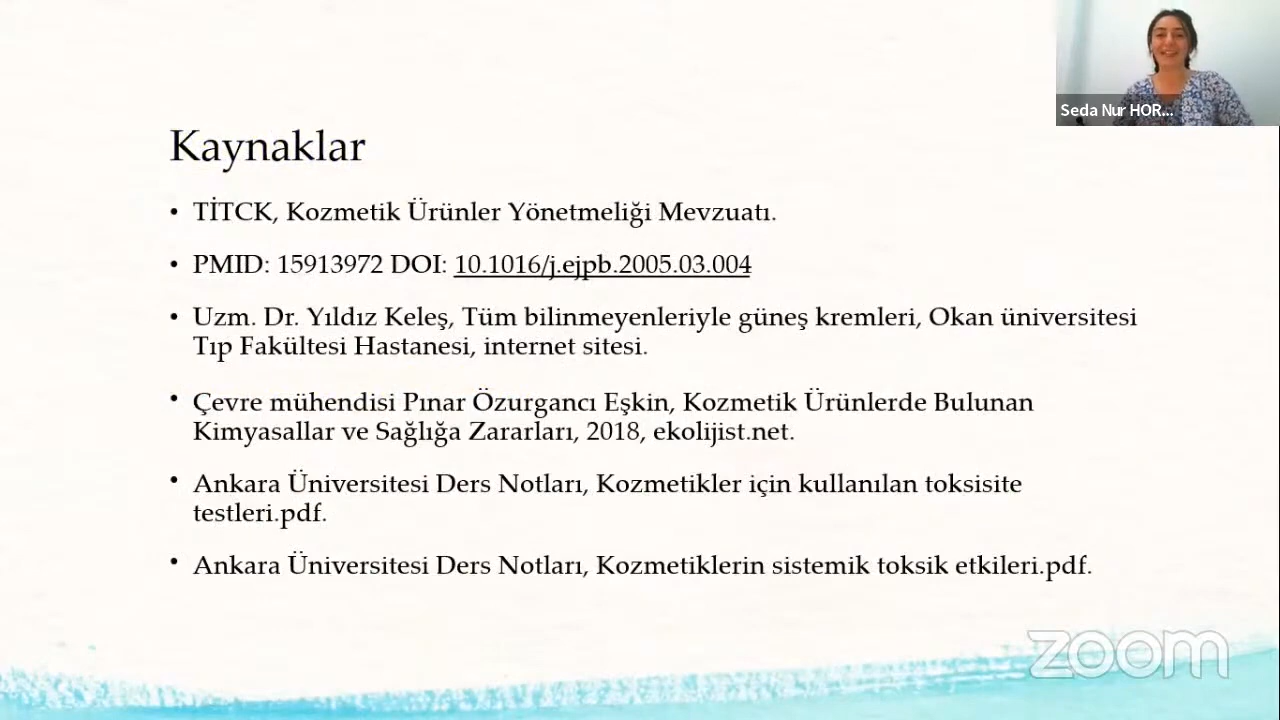 Seda Nur HOR...
Kaynaklar
• TİTCK, Kozmetik Ürünler Yönetmeliği Mevzuatı.
• PMID: 15913972 DOI: 10.1016/j.ejpb.2005.03.004
• Uzm. Dr. Yıldız Keleş, Tüm bilinmeyenleriyle güneş kremleri, Okan üniversitesi
Tıp Fakültesi Hastanesi, internet sitesi.
• Çevre mühendisi Pınar Özurgancı Eşkin, Kozmetik Ürünlerde Bulunan
Kimyasallar ve Sağlığa Zararları, 2018, ekolijist.net.
• Ankara Üniversitesi Ders Notları, Kozmetikler için kullanılan toksisite
testleri.pdf.
• Ankara Üniversitesi Ders Notları, Kozmetiklerin sistemik toksik etkileri.pdf.
zoom